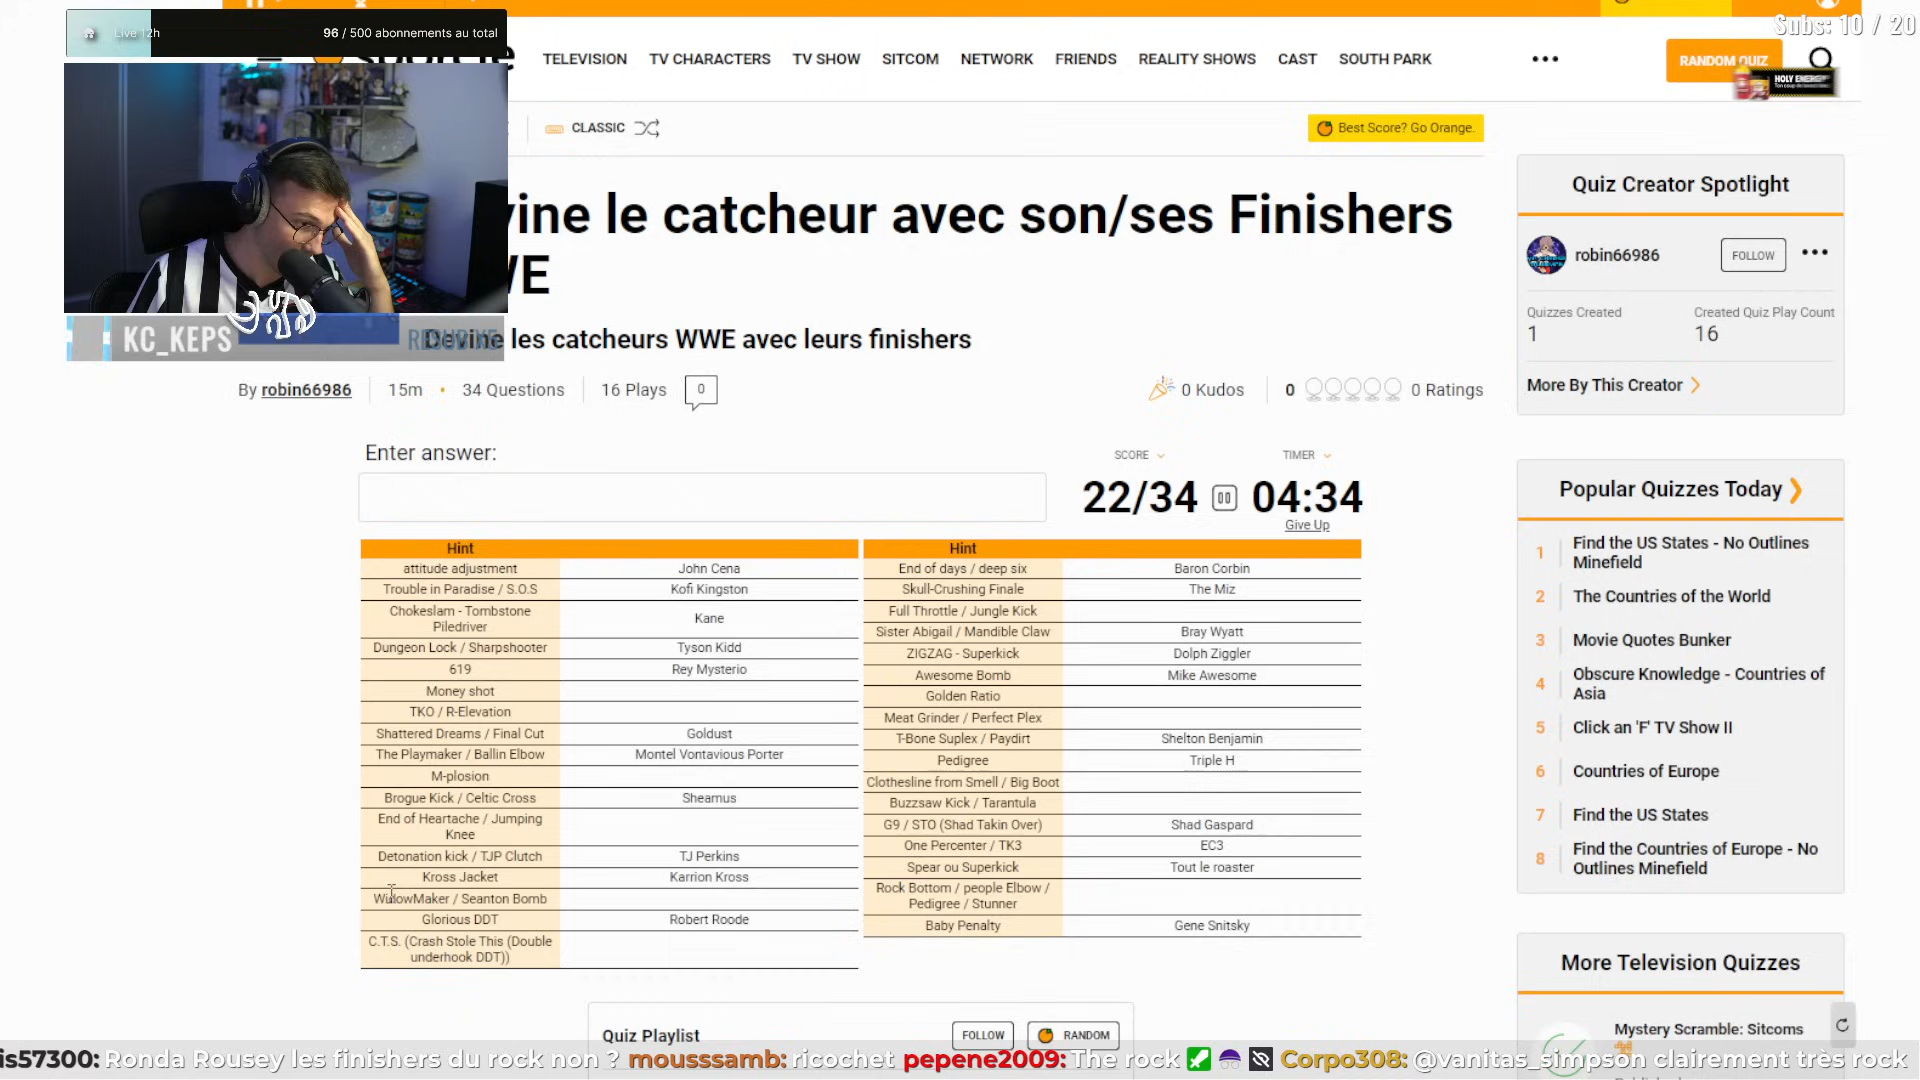 Live 12h
96 / 500 abonnements au total
Subs: 10 / 20
TELEVISION
TV CHARACTERS
TV SHOW
SITCOM
NETWORK
FRIENDS
REALITY SHOWS
CAST
SOUTH PARK
RANDOM QUIZ
HOLY ENERGY
CLASSIC
Best Score? Go Orange.
vine le catcheur avec son/ses Finishers
WE
KC_KEPS
Devine les catcheurs WWE avec leurs finishers
By robin66986
15m
34 Questions
16 Plays
0
0 Kudos
0
0 Ratings
Enter answer:
SCORE
TIMER
22/34
04:34
Give Up
Hint
attitude adjustment John Cena
Trouble in Paradise / S.O.S Kofi Kingston
Chokeslam - Tombstone
Piledriver
Kane
Dungeon Lock / Sharpshooter Tyson Kidd
619 Rey Mysterio
Money shot
TKO / R-Elevation
Shattered Dreams / Final Cut Goldust
The Playmaker / Ballin Elbow Montel Vontavious Porter
M-plosion
Brogue Kick / Celtic Cross Sheamus
End of Heartache / Jumping
Knee
Detonation kick / TJP Clutch TJ Perkins
Kross Jacket Karrion Kross
WidowMaker / Seanton Bomb
Glorious DDT Robert Roode
C.T.S. (Crash Stole This (Double
underhook DDT))
Hint
End of days / deep six Baron Corbin
Skull-Crushing Finale The Miz
Full Throttle / Jungle Kick
Sister Abigail / Mandible Claw Bray Wyatt
ZIGZAG - Superkick Dolph Ziggler
Awesome Bomb Mike Awesome
Golden Ratio
Meat Grinder / Perfect Plex
T-Bone Suplex / Paydirt Shelton Benjamin
Pedigree Triple H
Clothesline from Smell / Big Boot
Buzzsaw Kick / Tarantula
G9 / STO (Shad Takin Over) Shad Gaspard
One Percenter / TK3 EC3
Spear ou Superkick Tout le roaster
Rock Bottom / people Elbow /
Pedigree / Stunner
Baby Penalty Gene Snitsky
Quiz Playlist
FOLLOW
RANDOM
Quiz Creator Spotlight
robin66986
FOLLOW
Quizzes Created
1
Created Quiz Play Count
16
More By This Creator
Popular Quizzes Today
1 Find the US States - No Outlines
Minefield
2 The Countries of the World
3 Movie Quotes Bunker
4 Obscure Knowledge - Countries of
Asia
5 Click an 'F' TV Show II
6 Countries of Europe
7 Find the US States
8 Find the Countries of Europe - No
Outlines Minefield
More Television Quizzes
Mystery Scramble: Sitcoms
is57300: Ronda Rousey les finishers du rock non ? mousssamb: ricochet pepene2009: The rock Corpo308: @vanitas_simpson clairement très rock